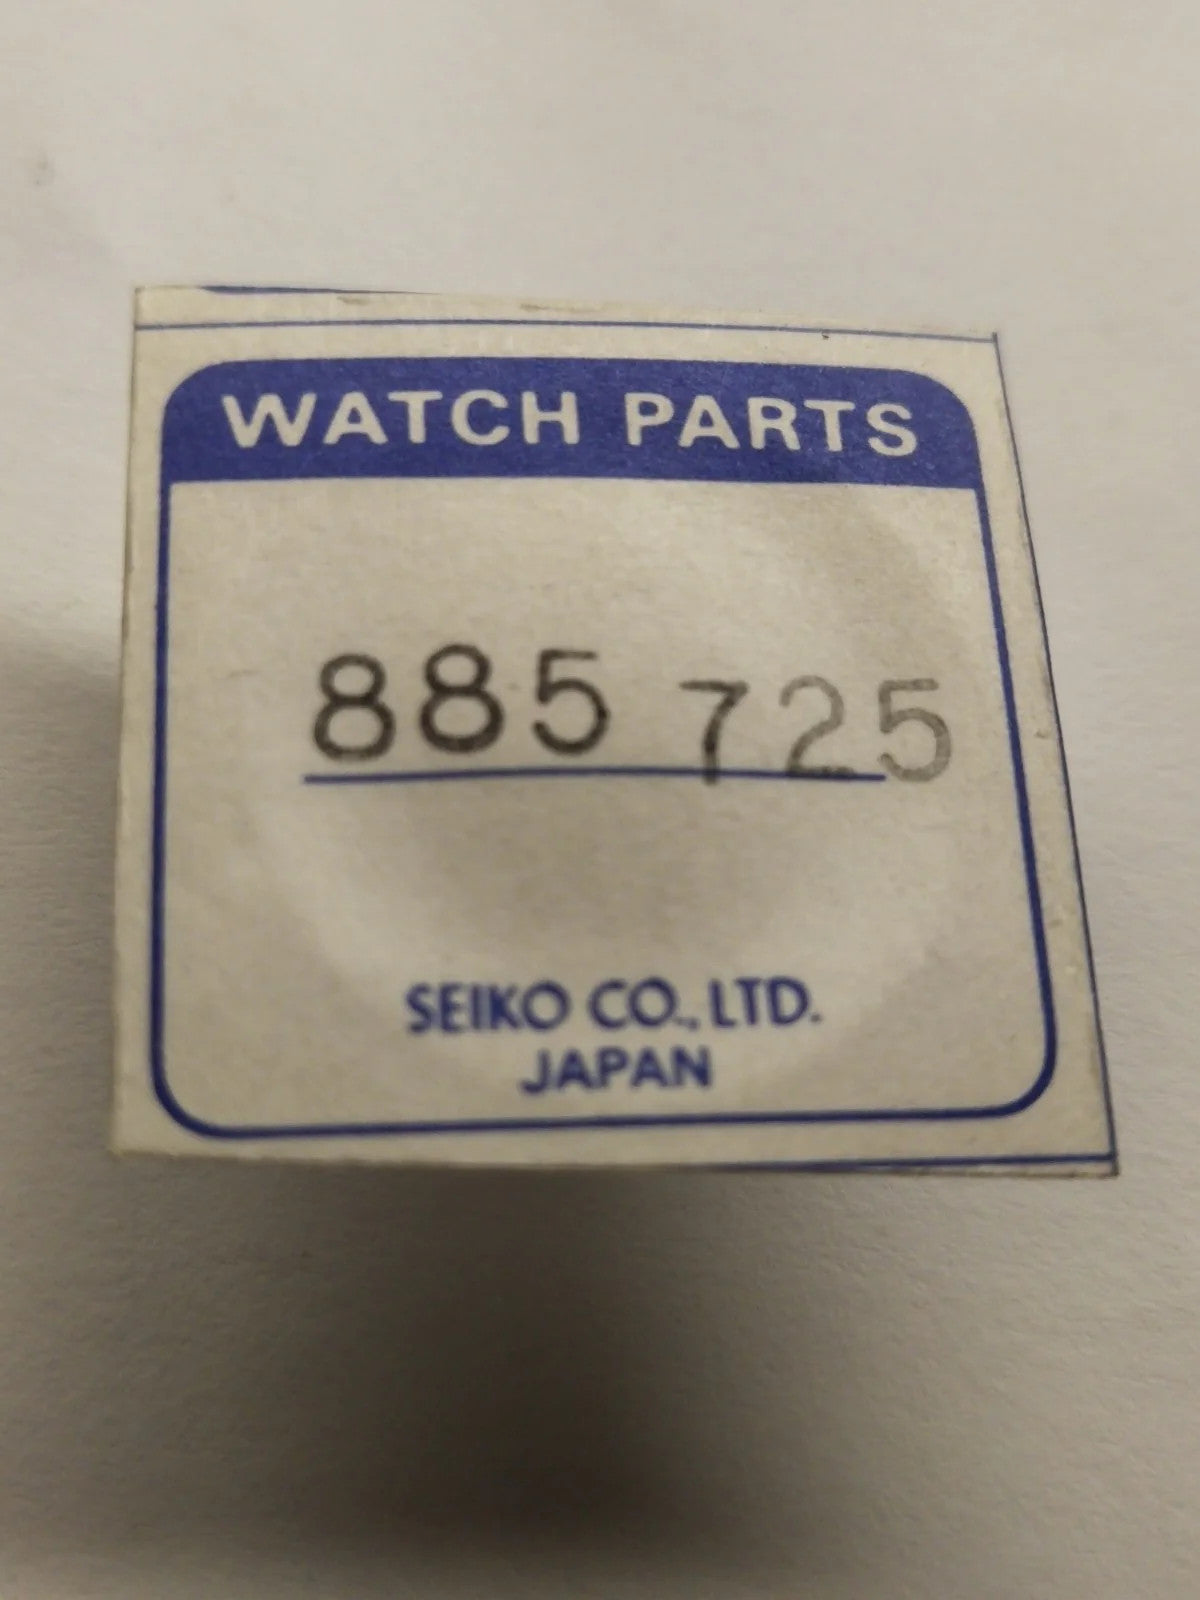 WATCH PARTS
885 725
SEIKO CO., LTD.
JAPAN